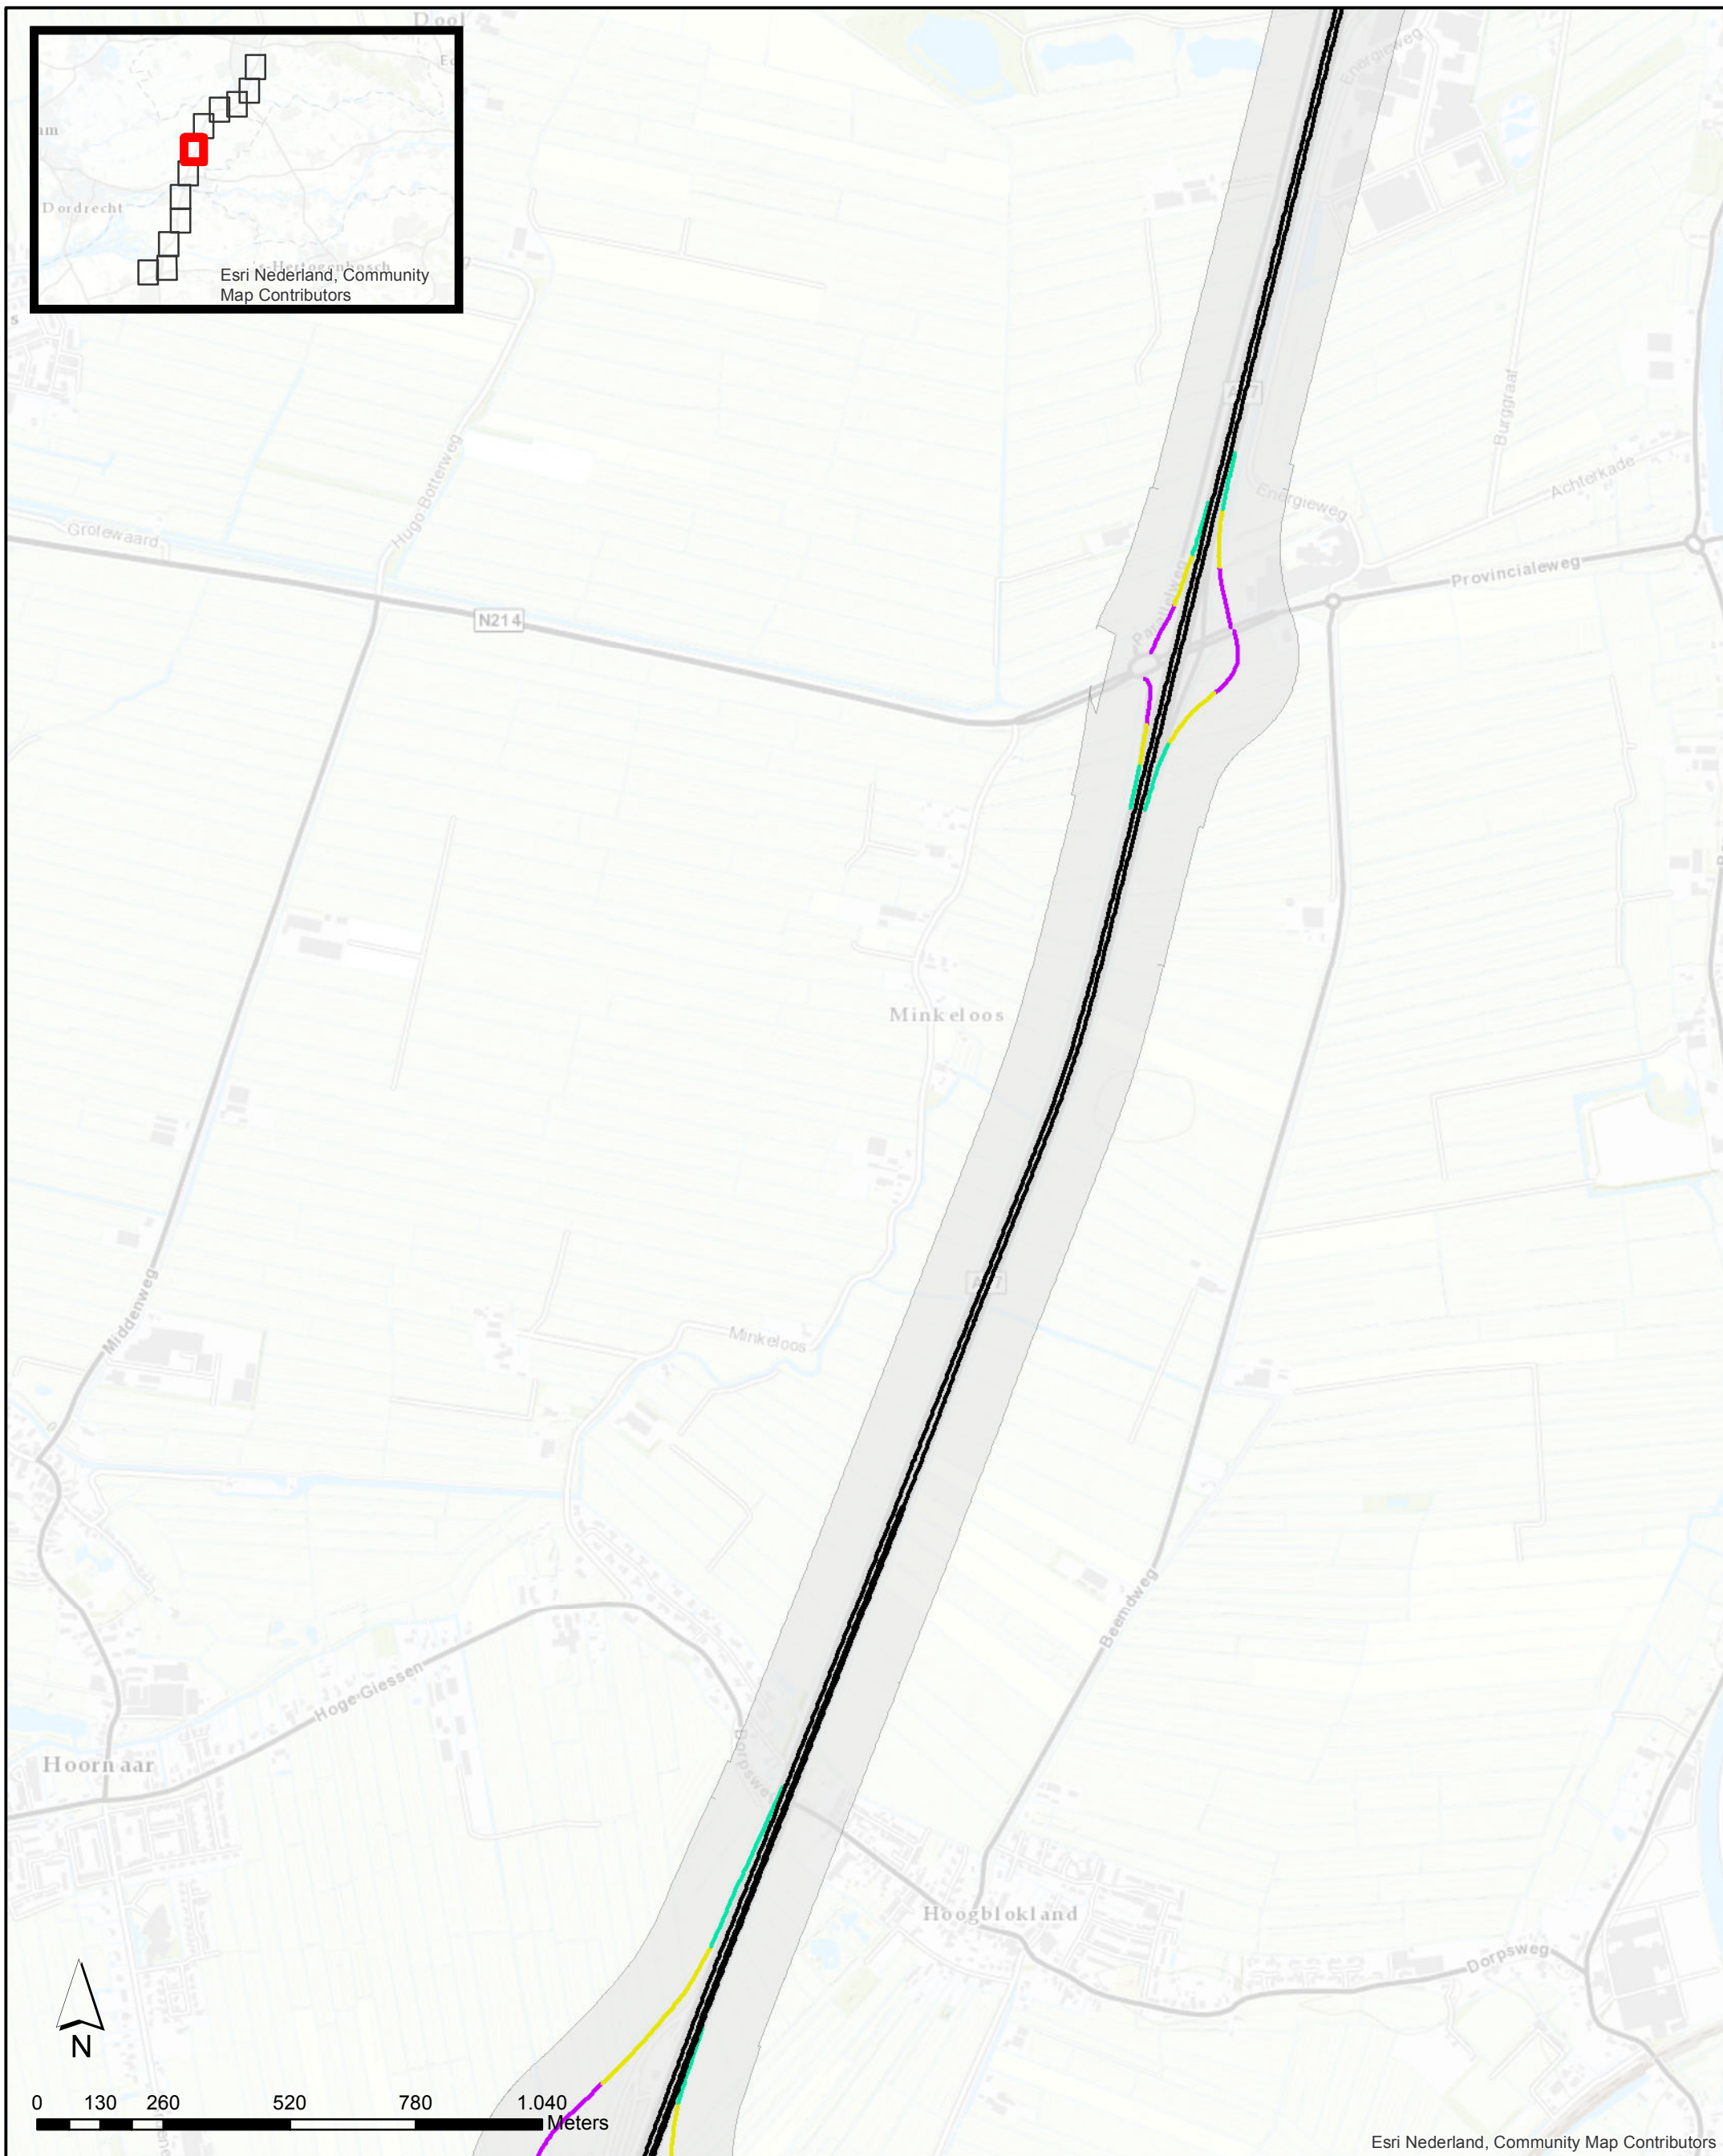 Dordrecht
's-Hertogenbosch
Esri Nederland, Community
Map Contributors
Energieweg
Hugo Botterweg
Grotewaard
N214
Burggraaf
Achterkade
Energieweg
Provincialeweg
Parallelweg
Minkeloos
Middenweg
Minkeloos
Beemdweg
Hoge Giessen
Dorpsweg
Hoornaar
Hoogblokland
Dorpsweg
N
0 130 260 520 780 1.040
Meters
Esri Nederland, Community Map Contributors